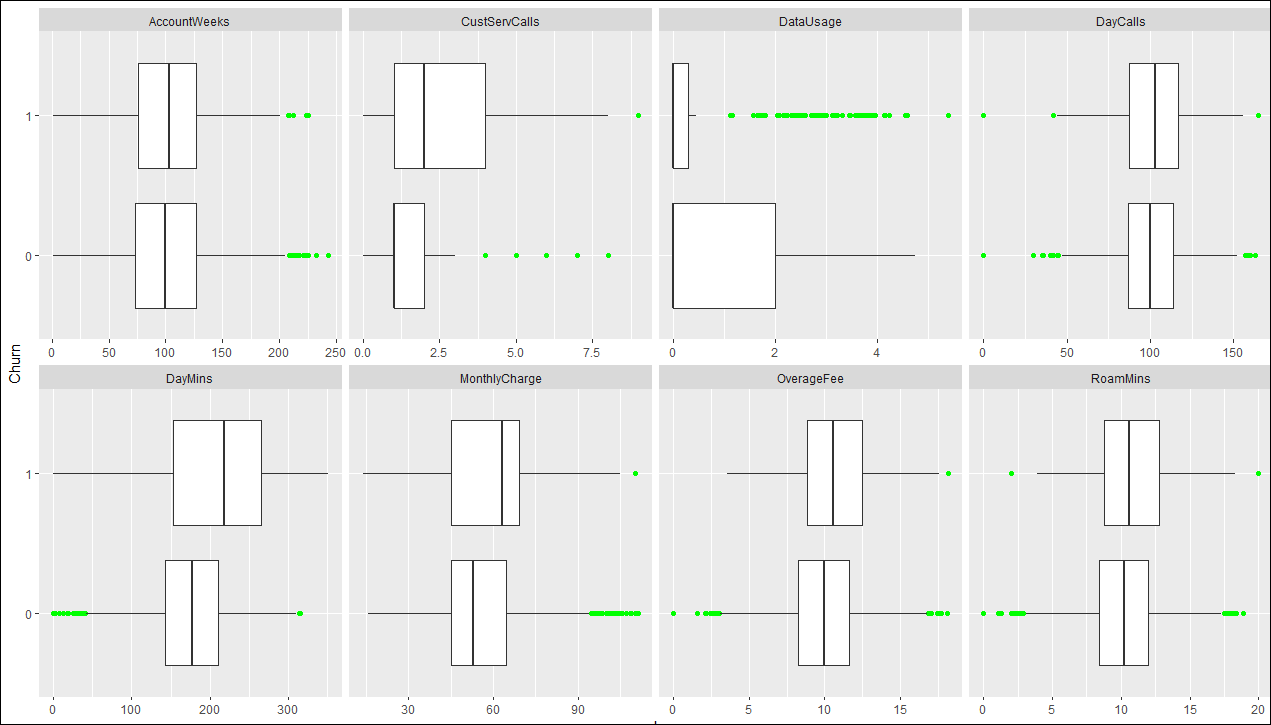 AccountWeeks CustServCalls DataUsage DayCalls
1
0
0 50 100 150 200 250 0.0 2.5 5.0 7.5 0 2 4 0 50 100 150
Churn
DayMins MonthlyCharge OverageFee RoamMins
1
0
0 100 200 300 30 60 90 0 5 10 15 0 5 10 15 20